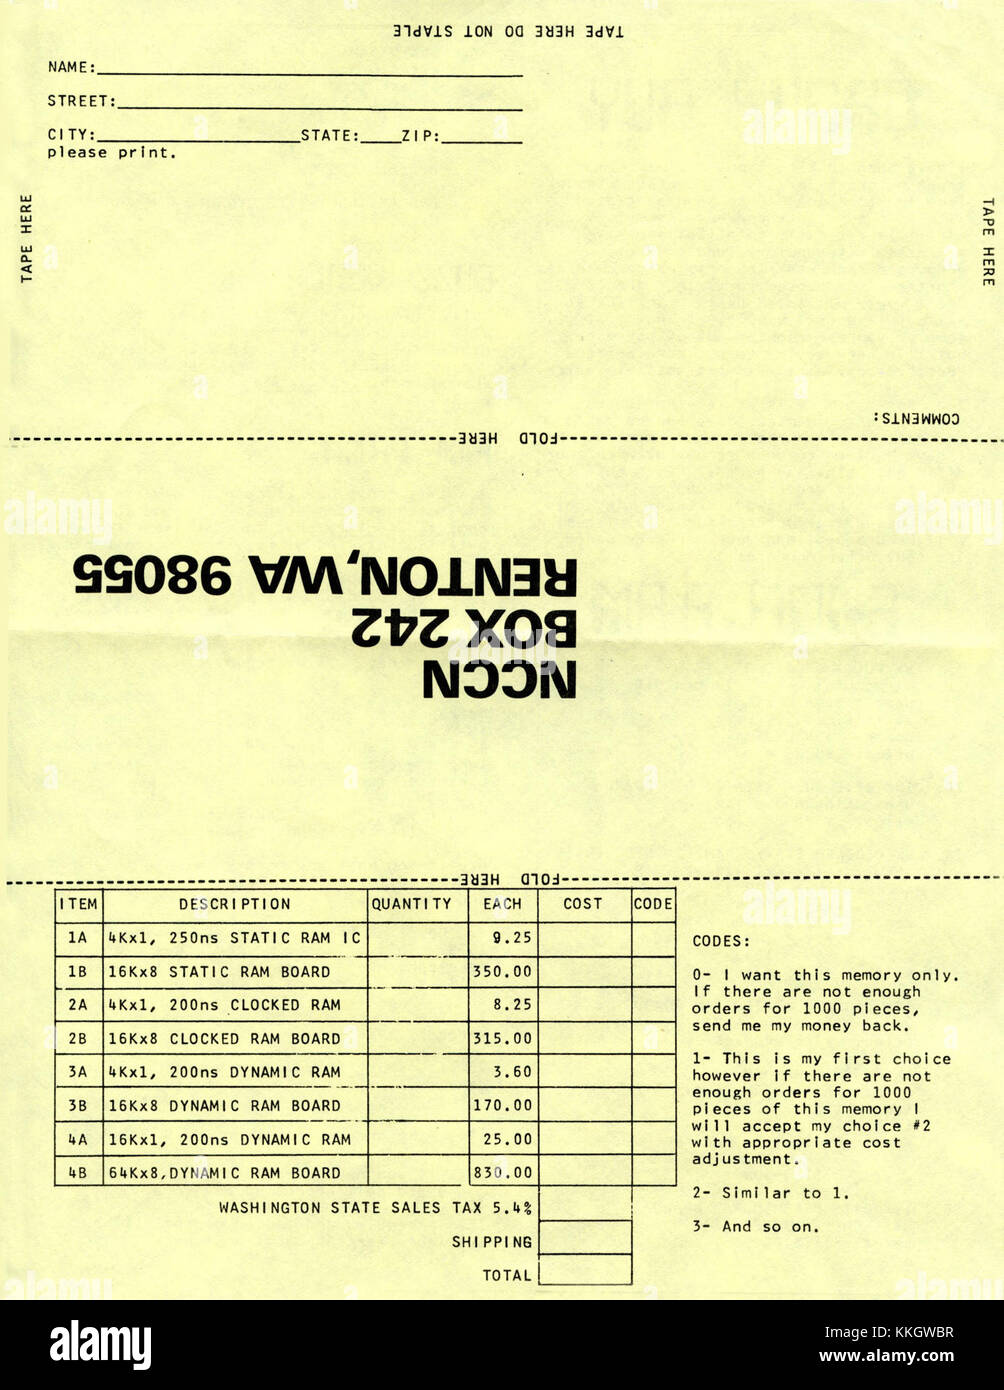 TAPE HERE DO NOT STAPLE
NAME:
STREET:
CITY: STATE: ZIP:
please print.
TAPE HERE
TAPE HERE
COMMENTS:
FOLD HERE
NCCN
BOX 242
RENTON, WA 98055
FOLD HERE
ITEM DESCRIPTION QUANTITY EACH COST CODE
1A 4Kx1, 250ns STATIC RAM IC 9.25
1B 16Kx8 STATIC RAM BOARD 350.00
2A 4Kx1, 200ns CLOCKED RAM 8.25
2B 16Kx8 CLOCKED RAM BOARD 315.00
3A 4Kx1, 200ns DYNAMIC RAM 3.60
3B 16Kx8 DYNAMIC RAM BOARD 170.00
4A 16Kx1, 200ns DYNAMIC RAM 25.00
4B 64Kx8, DYNAMIC RAM BOARD 830.00
WASHINGTON STATE SALES TAX 5.4%
SHIPPING
TOTAL
CODES:
0- I want this memory only.
If there are not enough
orders for 1000 pieces,
send me my money back.
1- This is my first choice
however if there are not
enough orders for 1000
pieces of this memory I
will accept my choice #2
with appropriate cost
adjustment.
2- Similar to 1.
3- And so on.
alamy
Image ID: KKGWBR
www.alamy.com